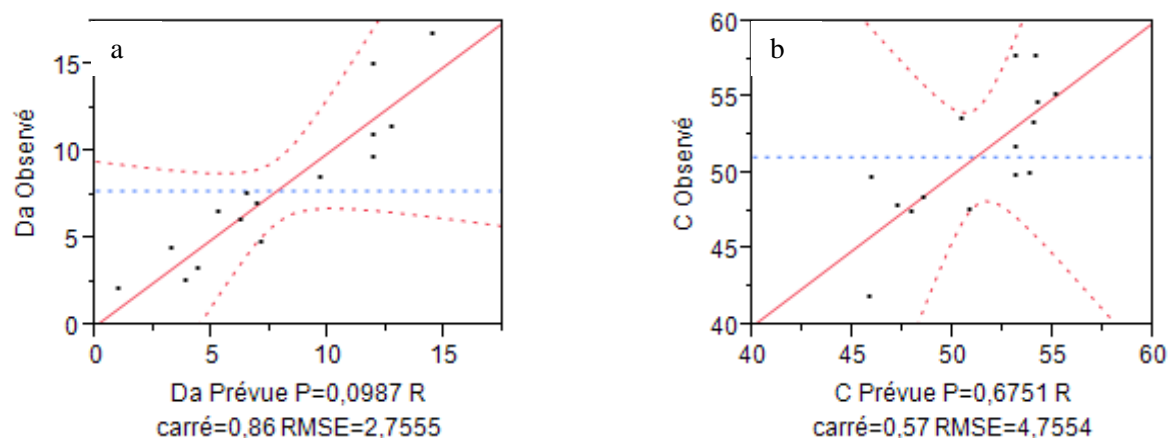 a
Da Observé
15
10
5
0
0 5 10 15
Da Prévue P=0,0987 R
carré=0,86 RMSE=2,7555
b
C Observé
60
55
50
45
40
40 45 50 55 60
C Prévue P=0,6751 R
carré=0,57 RMSE=4,7554